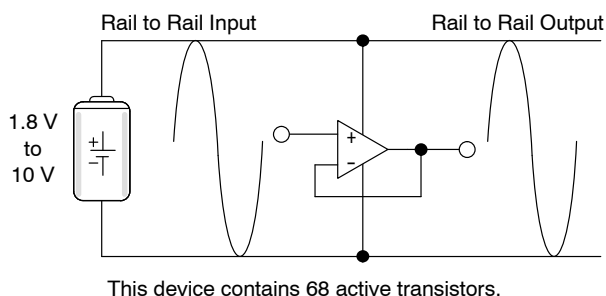 Rail to Rail Input
Rail to Rail Output
1.8 V
to
10 V
+
−
+
-
This device contains 68 active transistors.